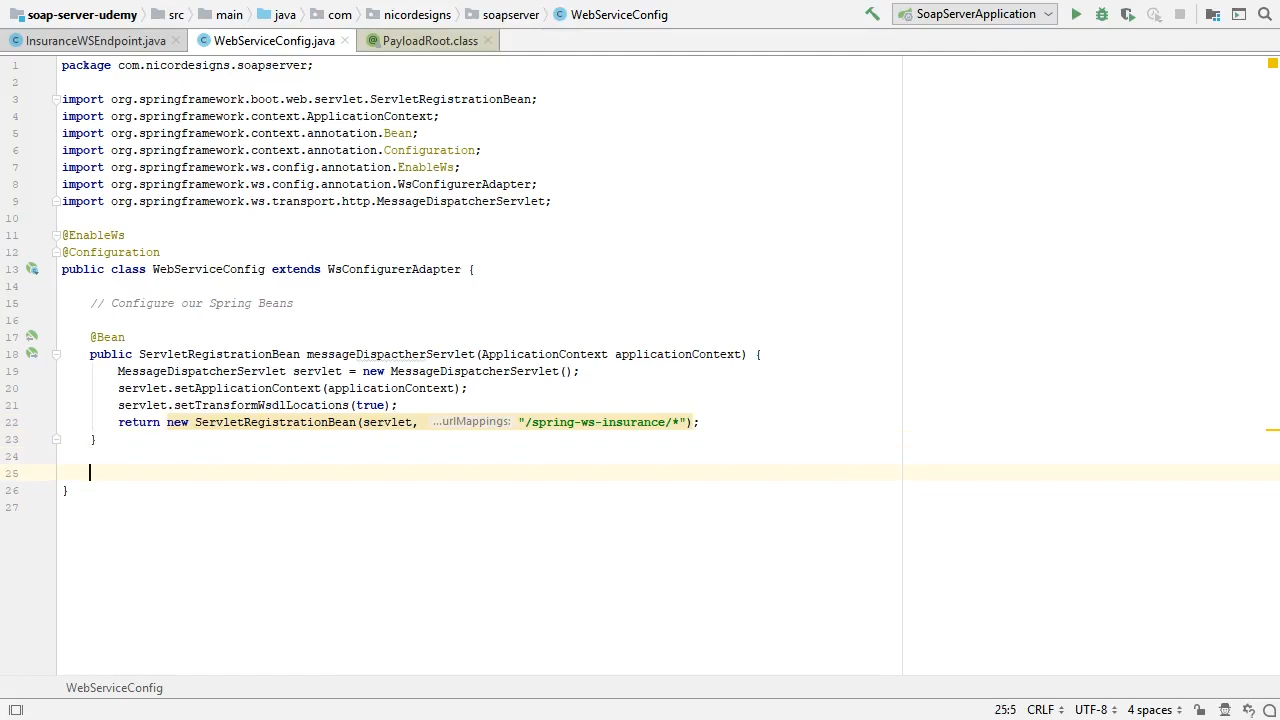 soap-server-udemy src main java com nicordesigns soapserver WebServiceConfig SoapServerApplication
InsuranceWSEndpoint.java WebServiceConfig.java PayloadRoot.class
1 package com.nicordesigns.soapserver;
2
3 import org.springframework.boot.web.servlet.ServletRegistrationBean;
4 import org.springframework.context.ApplicationContext;
5 import org.springframework.context.annotation.Bean;
6 import org.springframework.context.annotation.Configuration;
7 import org.springframework.ws.config.annotation.EnableWs;
8 import org.springframework.ws.config.annotation.WsConfigurerAdapter;
9 import org.springframework.ws.transport.http.MessageDispatcherServlet;
10
11 @EnableWs
12 @Configuration
13 public class WebServiceConfig extends WsConfigurerAdapter {
14
15 // Configure our Spring Beans
16
17 @Bean
18 public ServletRegistrationBean messageDispactherServlet(ApplicationContext applicationContext) {
19 MessageDispatcherServlet servlet = new MessageDispatcherServlet();
20 servlet.setApplicationContext(applicationContext);
21 servlet.setTransformWsdlLocations(true);
22 return new ServletRegistrationBean(servlet, ...urlMappings: "/spring-ws-insurance/*");
23 }
24
25
26 }
27
WebServiceConfig
25:5 CRLF UTF-8 4 spaces